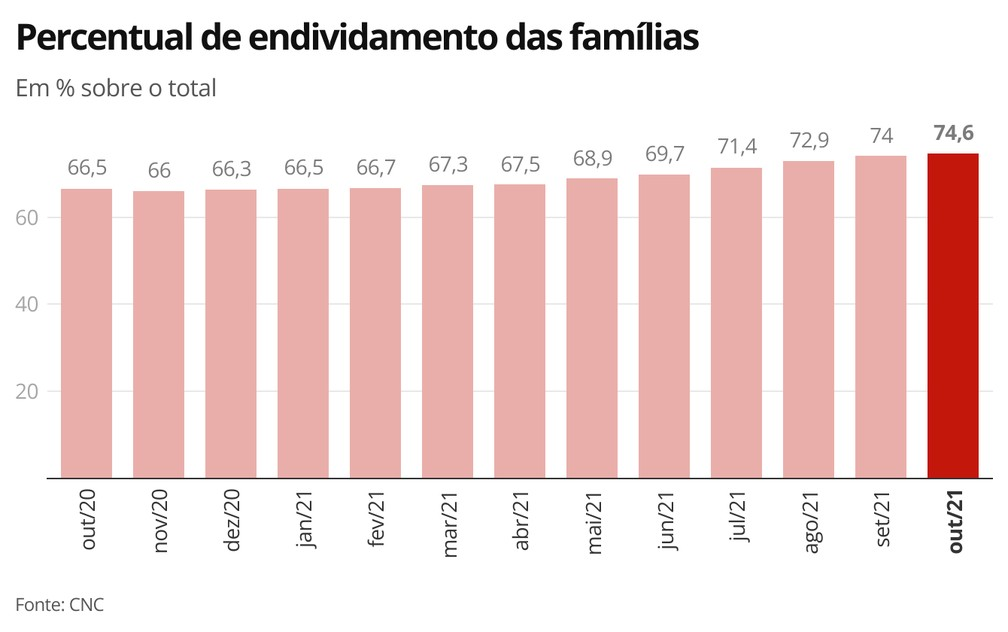 Percentual de endividamento das famílias
Em % sobre o total
66,5 66 66,3 66,5 66,7 67,3 67,5 68,9 69,7 71,4 72,9 74 74,6
60
40
20
out/20 nov/20 dez/20 jan/21 fev/21 mar/21 abr/21 mai/21 jun/21 jul/21 ago/21 set/21 out/21
Fonte: CNC